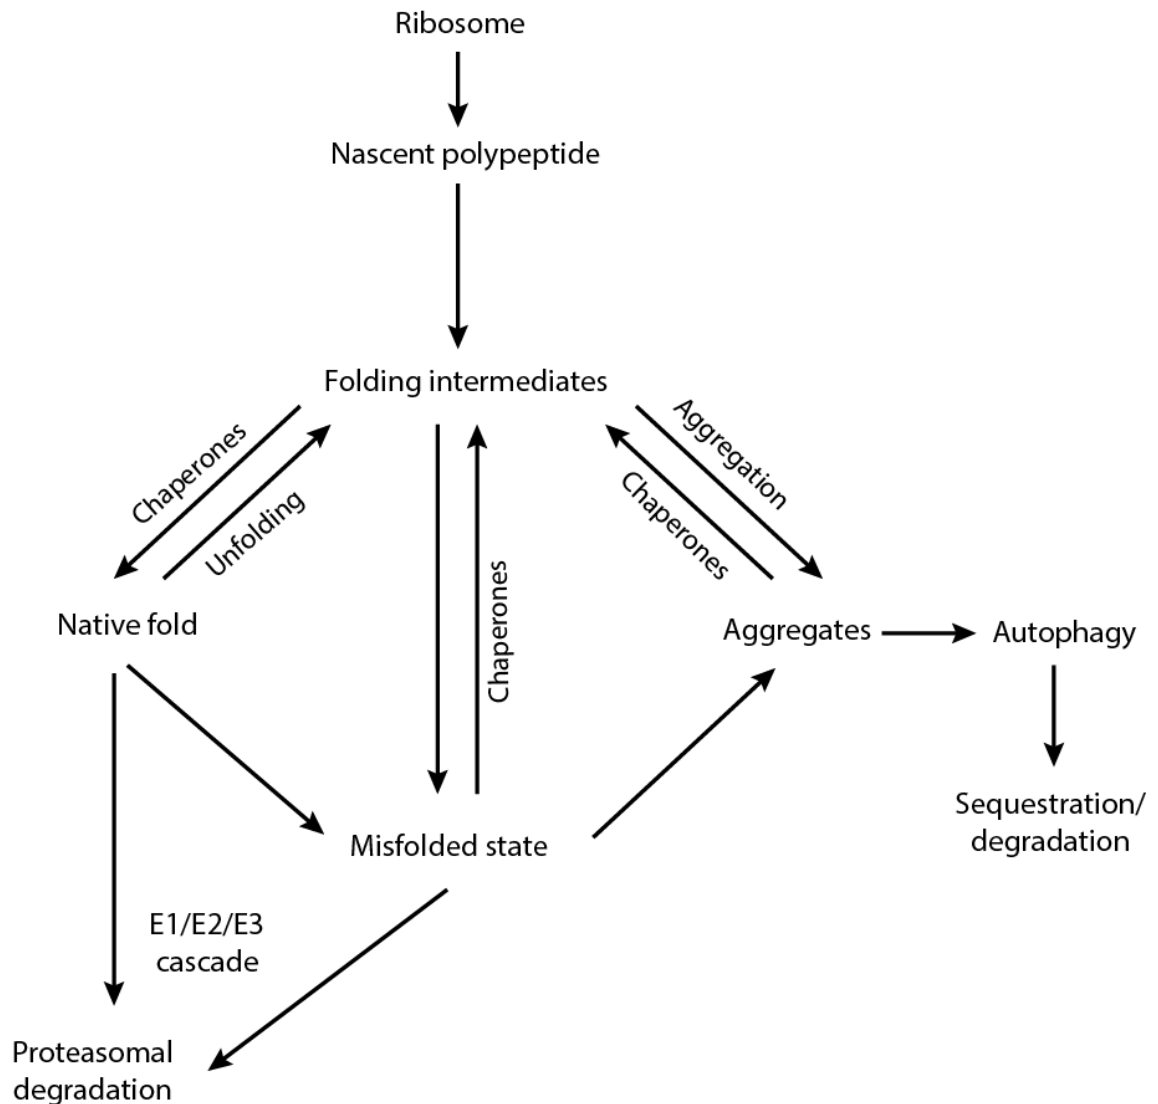 Ribosome
Nascent polypeptide
Folding intermediates
Chaperones
Unfolding
Aggregation
Chaperones
Chaperones
Native fold
Aggregates
Autophagy
Misfolded state
Sequestration/
degradation
E1/E2/E3
cascade
Proteasomal
degradation